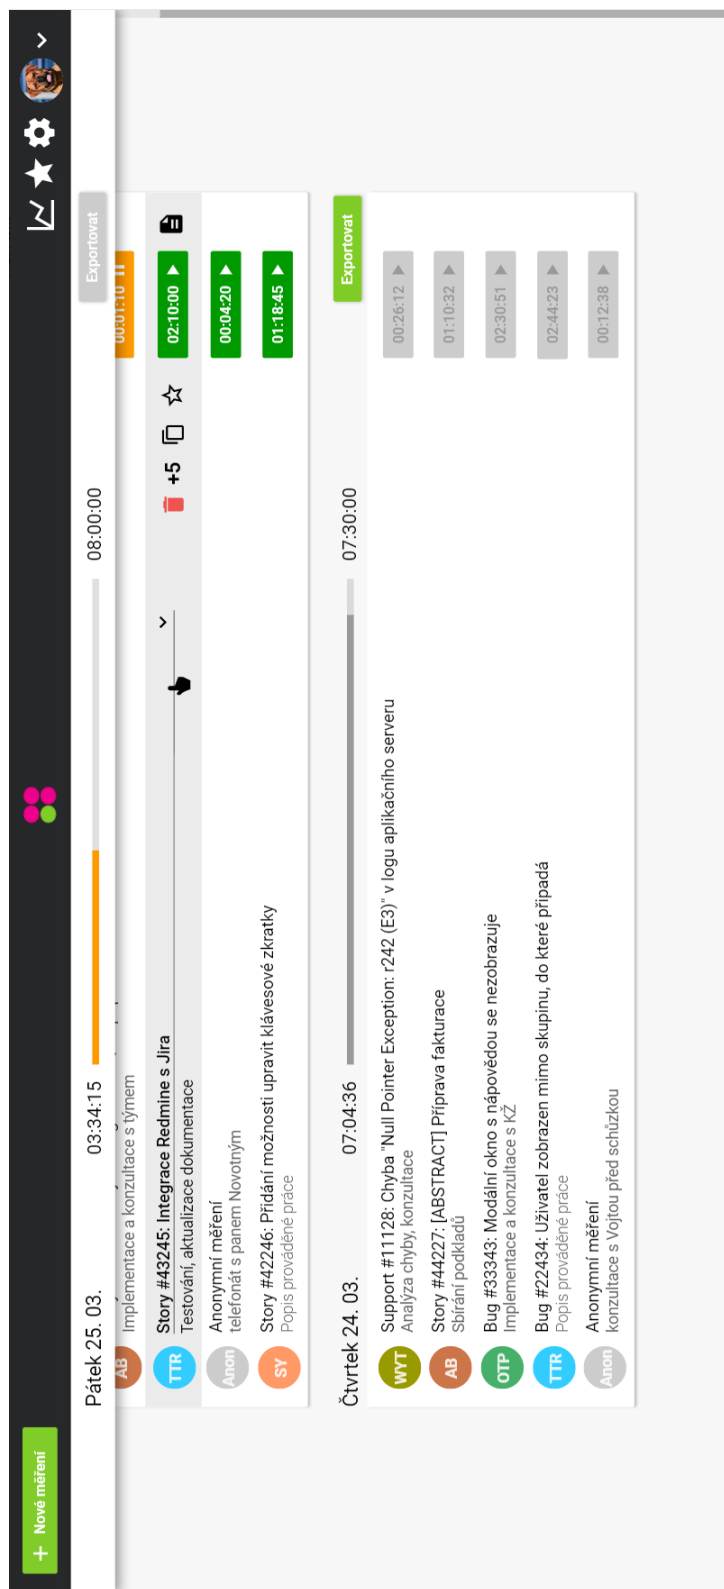 + Nové měření
Pátek 25. 03.
03:34:15
08:00:00
Exportovat
AB
Implementace a konzultace s týmem
00:01:10
TTR
Story #43245: Integrace Redmine s Jira
Testování, aktualizace dokumentace
+5
02:10:00
Anon
Anonymní měření
telefonát s panem Novotným
00:04:20
SY
Story #42246: Přidání možnosti upravit klávesové zkratky
Popis prováděné práce
01:18:45
Čtvrtek 24. 03.
07:04:36
07:30:00
Exportovat
WYT
Support #11128: Chyba "Null Pointer Exception: r242 (E3)" v logu aplikačního serveru
Analýza chyby, konzultace
00:26:12
AB
Story #44227: [ABSTRACT] Příprava fakturace
Sbírání podkladů
01:10:32
OTP
Bug #33343: Modální okno s nápovědou se nezobrazuje
Implementace a konzultace s KŽ
02:30:51
TTR
Bug #22434: Uživatel zobrazen mimo skupinu, do které připadá
Popis prováděné práce
02:44:23
Anon
Anonymní měření
konzultace s Vojtou před schůzkou
00:12:38